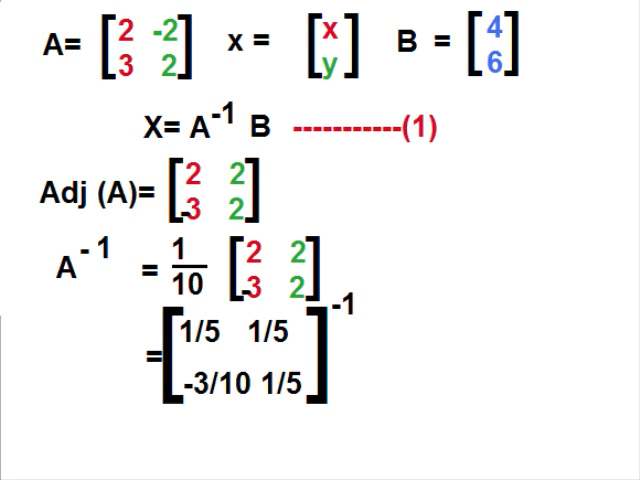 A= [2 -2 x = [x B = [4
3 2] y] 6]
X= A^-1 B -----------(1)
Adj (A)= [2 2
-3 2]
A^-1 = 1/10 [2 2
-3 2]
=[1/5 1/5
-3/10 1/5]^-1